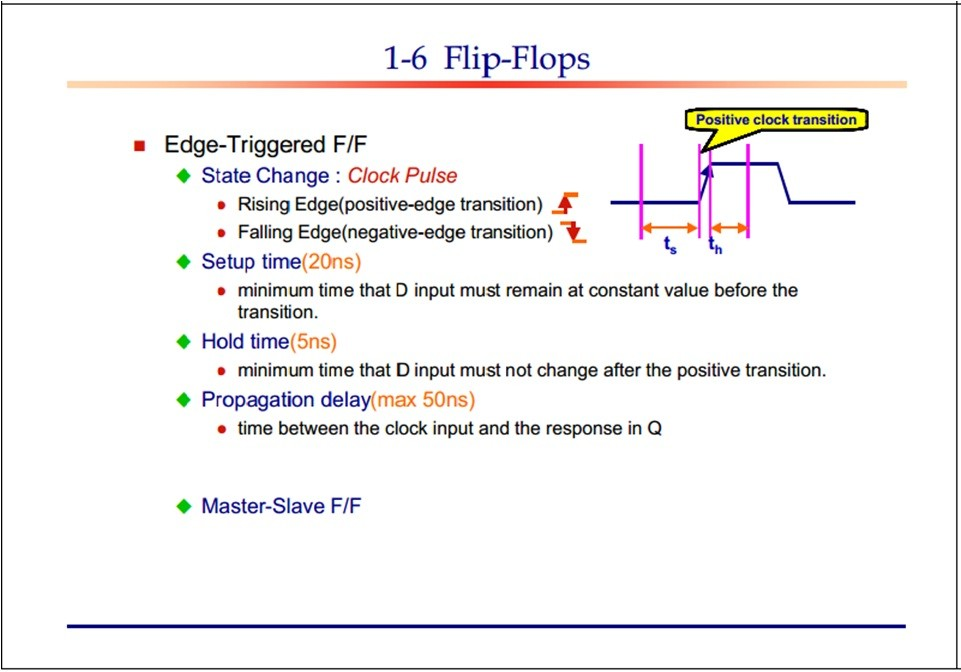 1-6 Flip-Flops
Positive clock transition
Edge-Triggered F/F
State Change : Clock Pulse
Rising Edge(positive-edge transition)
Falling Edge(negative-edge transition)
ts
th
Setup time(20ns)
minimum time that D input must remain at constant value before the
transition.
Hold time(5ns)
minimum time that D input must not change after the positive transition.
Propagation delay(max 50ns)
time between the clock input and the response in Q
Master-Slave F/F